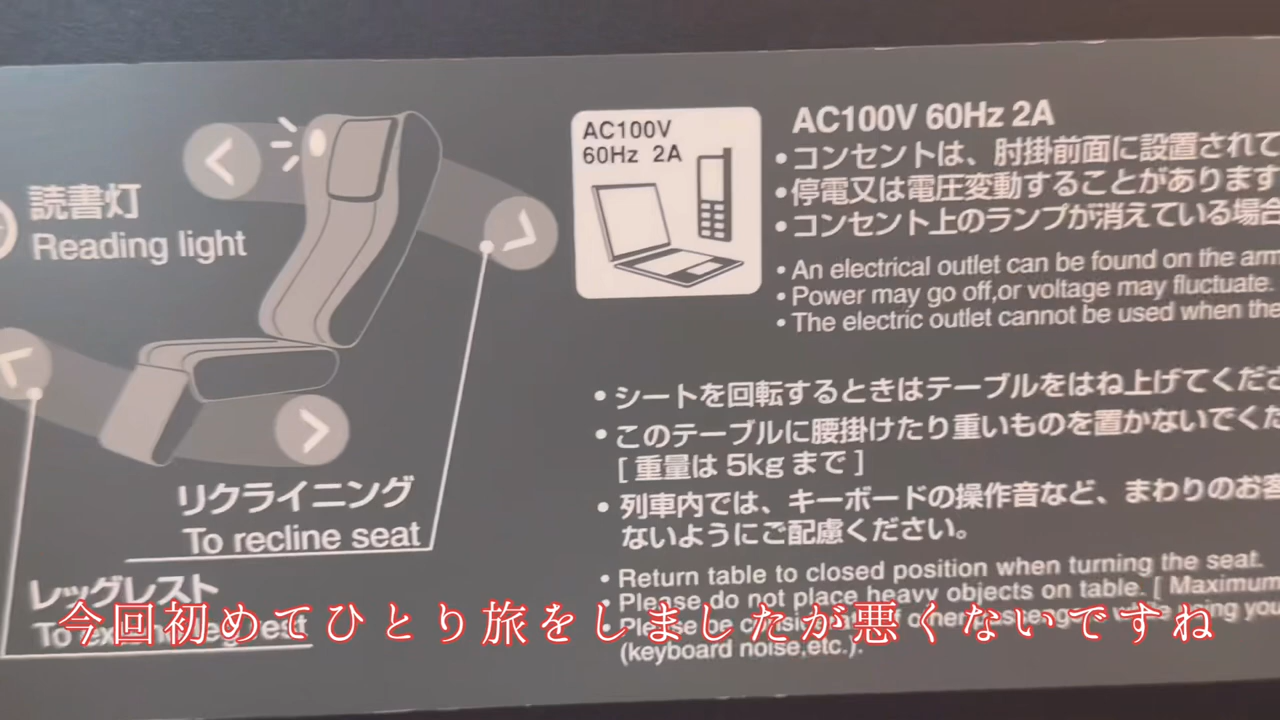 読書灯
Reading light
リクライニング
To recline seat
レッグレスト
To
AC100V
60Hz 2A
AC100V 60Hz 2A
•コンセントは、肘掛前面に設置されて
•停電又は電圧変動することがあります
•コンセント上のランプが消えている場合
•An electrical outlet can be found on the arm
•Power may go off,or voltage may fluctuate.
•The electric outlet cannot be used when the
•シートを回転するときはテーブルをはね上げてくださ
•このテーブルに腰掛けたり重いものを置かないでくだ
[重量は 5kg まで]
•列車内では、キーボードの操作音など、まわりのお客
ないようにご配慮ください。
•Return table to closed position when turning the seat.
•Please do not place heavy objects on table. [ Maximum
•Please be
(keyboard noise,etc.).
今回初めてひとり旅をしましたが悪くないですね